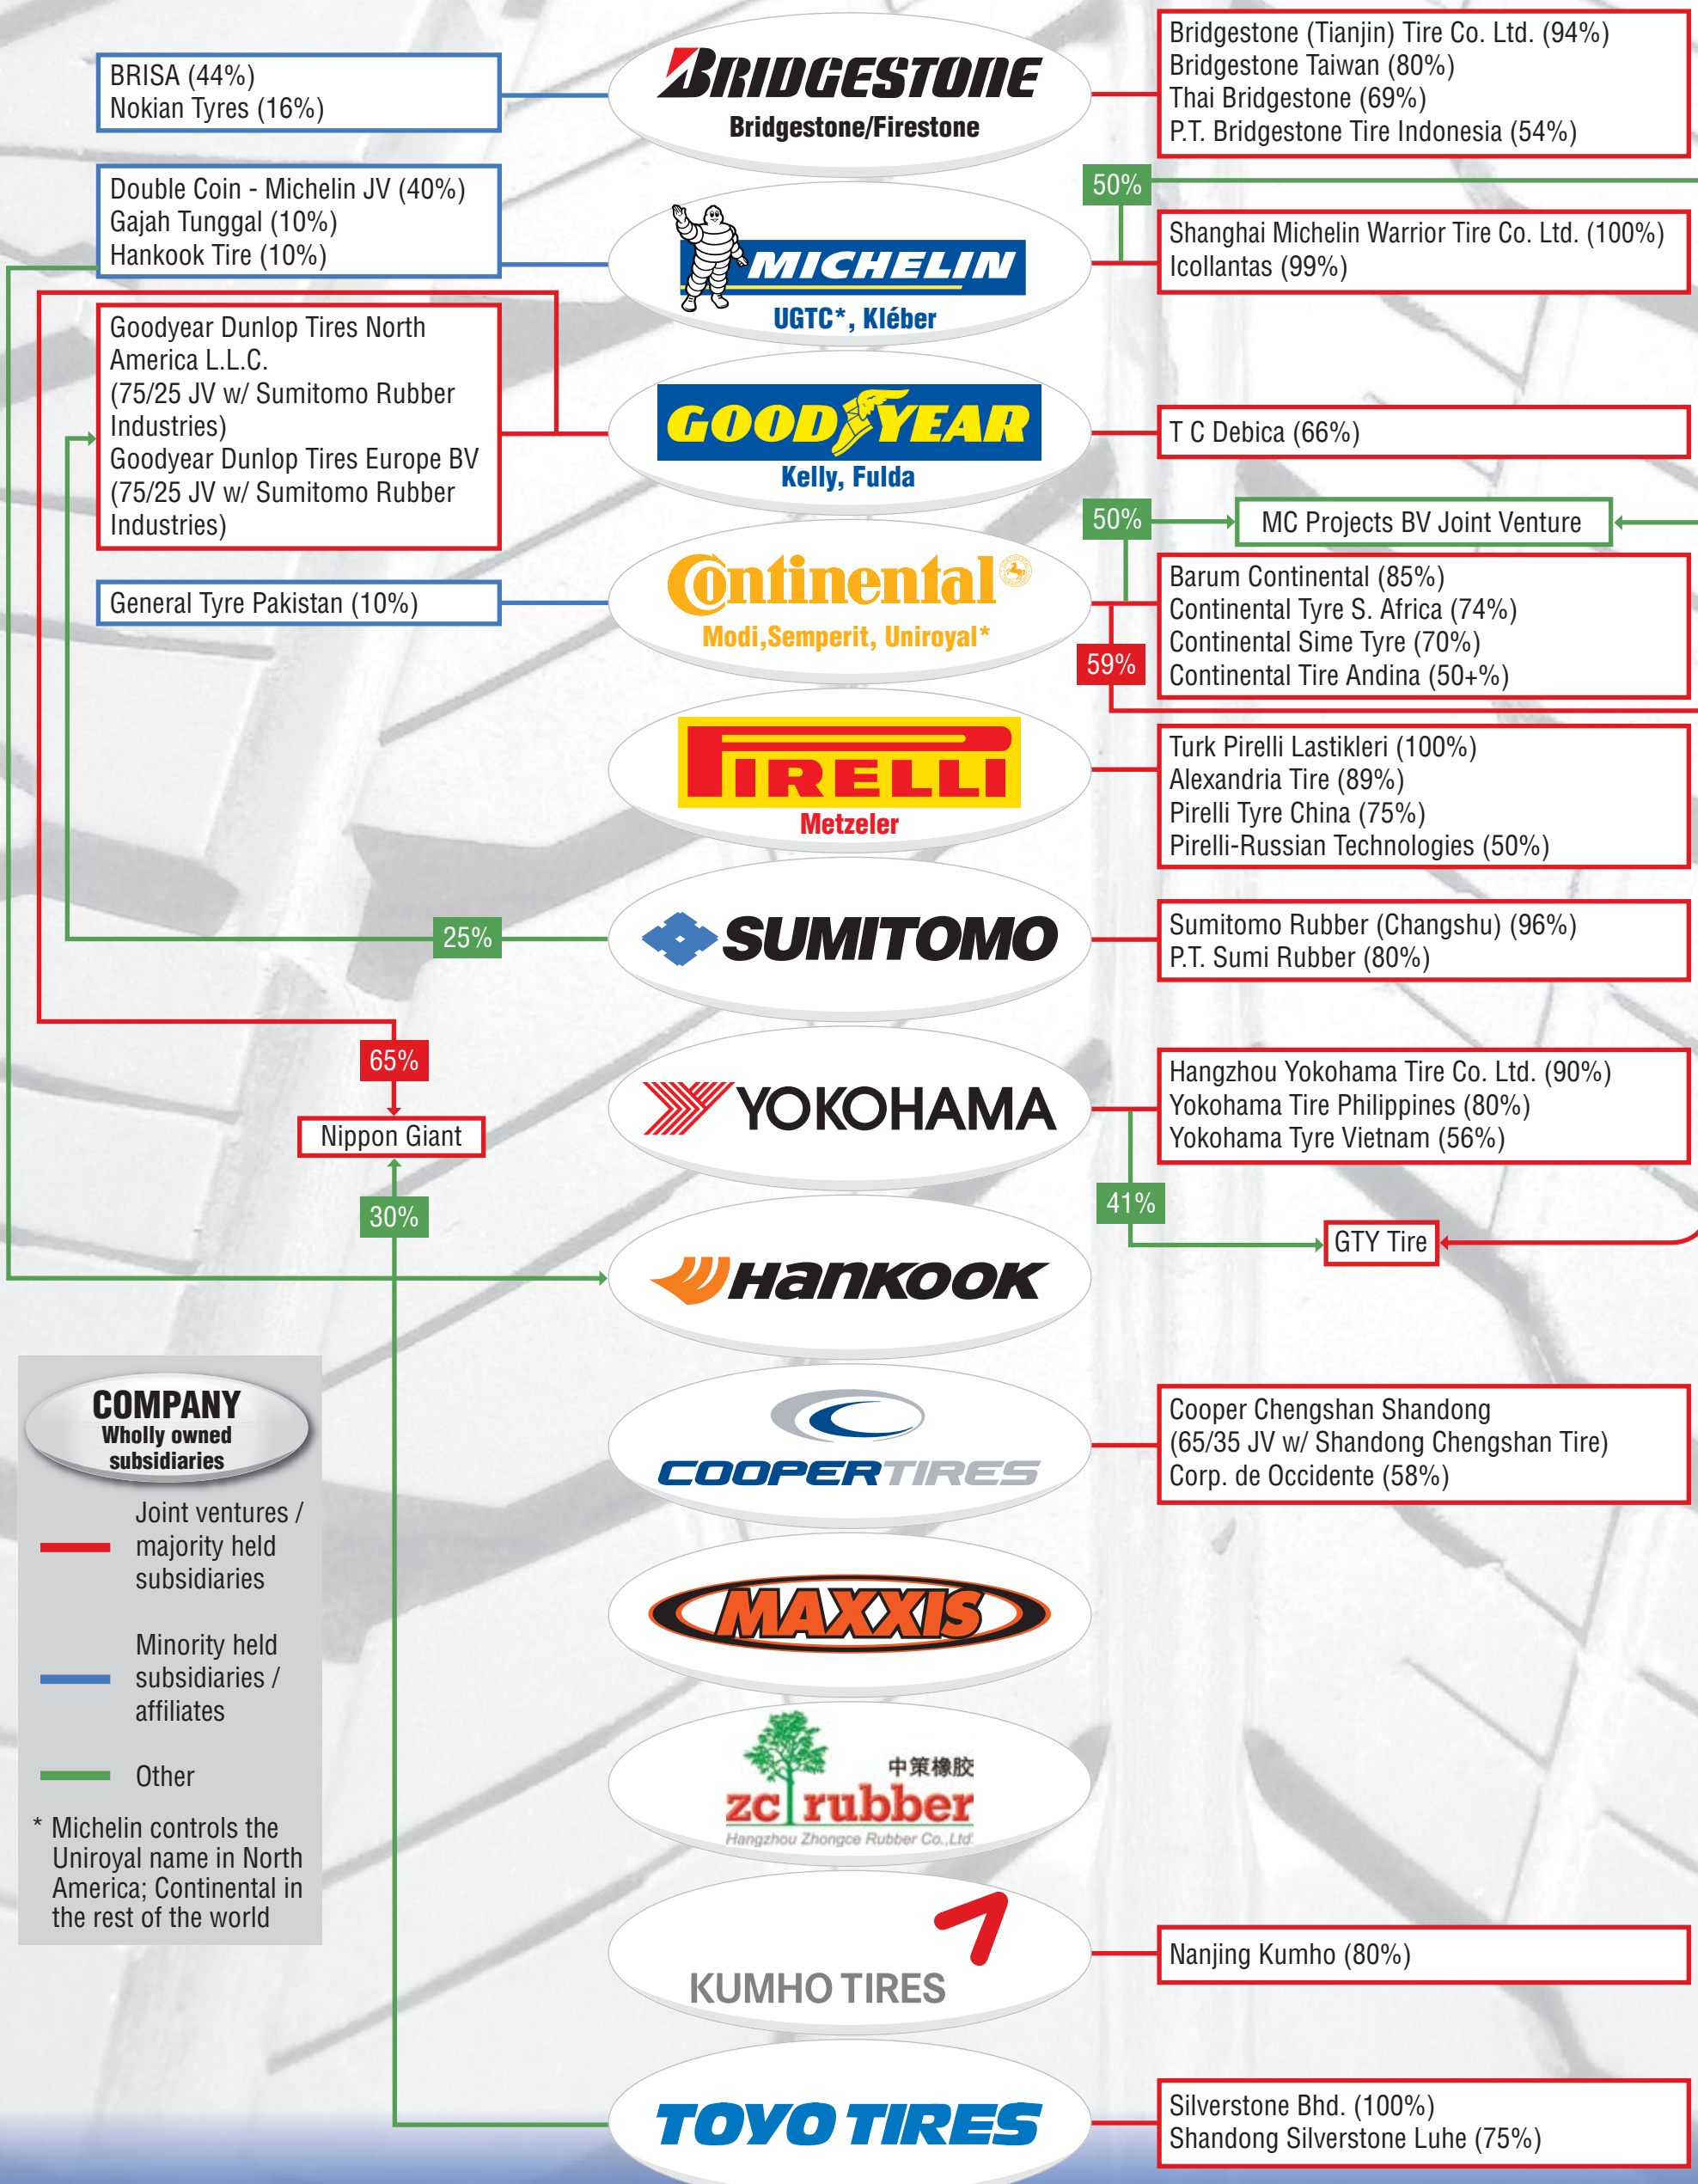 BRIDGESTONE
Bridgestone/Firestone
BRISA (44%)
Nokian Tyres (16%)
Bridgestone (Tianjin) Tire Co. Ltd. (94%)
Bridgestone Taiwan (80%)
Thai Bridgestone (69%)
P.T. Bridgestone Tire Indonesia (54%)
Double Coin - Michelin JV (40%)
Gajah Tunggal (10%)
Hankook Tire (10%)
MICHELIN
UGTC*, Kléber
50%
Shanghai Michelin Warrior Tire Co. Ltd. (100%)
Icollantas (99%)
Goodyear Dunlop Tires North
America L.L.C.
(75/25 JV w/ Sumitomo Rubber
Industries)
Goodyear Dunlop Tires Europe BV
(75/25 JV w/ Sumitomo Rubber
Industries)
GOODYEAR
Kelly, Fulda
T C Debica (66%)
50%
MC Projects BV Joint Venture
General Tyre Pakistan (10%)
Continental®
Modi,Semperit, Uniroyal*
59%
Barum Continental (85%)
Continental Tyre S. Africa (74%)
Continental Sime Tyre (70%)
Continental Tire Andina (50+%)
PIRELLI
Metzeler
Turk Pirelli Lastikleri (100%)
Alexandria Tire (89%)
Pirelli Tyre China (75%)
Pirelli-Russian Technologies (50%)
25%
SUMITOMO
Sumitomo Rubber (Changshu) (96%)
P.T. Sumi Rubber (80%)
65%
Nippon Giant
30%
YOKOHAMA
Hangzhou Yokohama Tire Co. Ltd. (90%)
Yokohama Tire Philippines (80%)
Yokohama Tyre Vietnam (56%)
41%
GTY Tire
HANKOOK
COOPERTIRES
Cooper Chengshan Shandong
(65/35 JV w/ Shandong Chengshan Tire)
Corp. de Occidente (58%)
MAXXIS
中策橡胶
zc rubber
Hangzhou Zhongce Rubber Co.,Ltd
KUMHO TIRES
Nanjing Kumho (80%)
TOYO TIRES
Silverstone Bhd. (100%)
Shandong Silverstone Luhe (75%)
COMPANY
Wholly owned
subsidiaries
Joint ventures /
majority held
subsidiaries
Minority held
subsidiaries /
affiliates
Other
* Michelin controls the
Uniroyal name in North
America; Continental in
the rest of the world